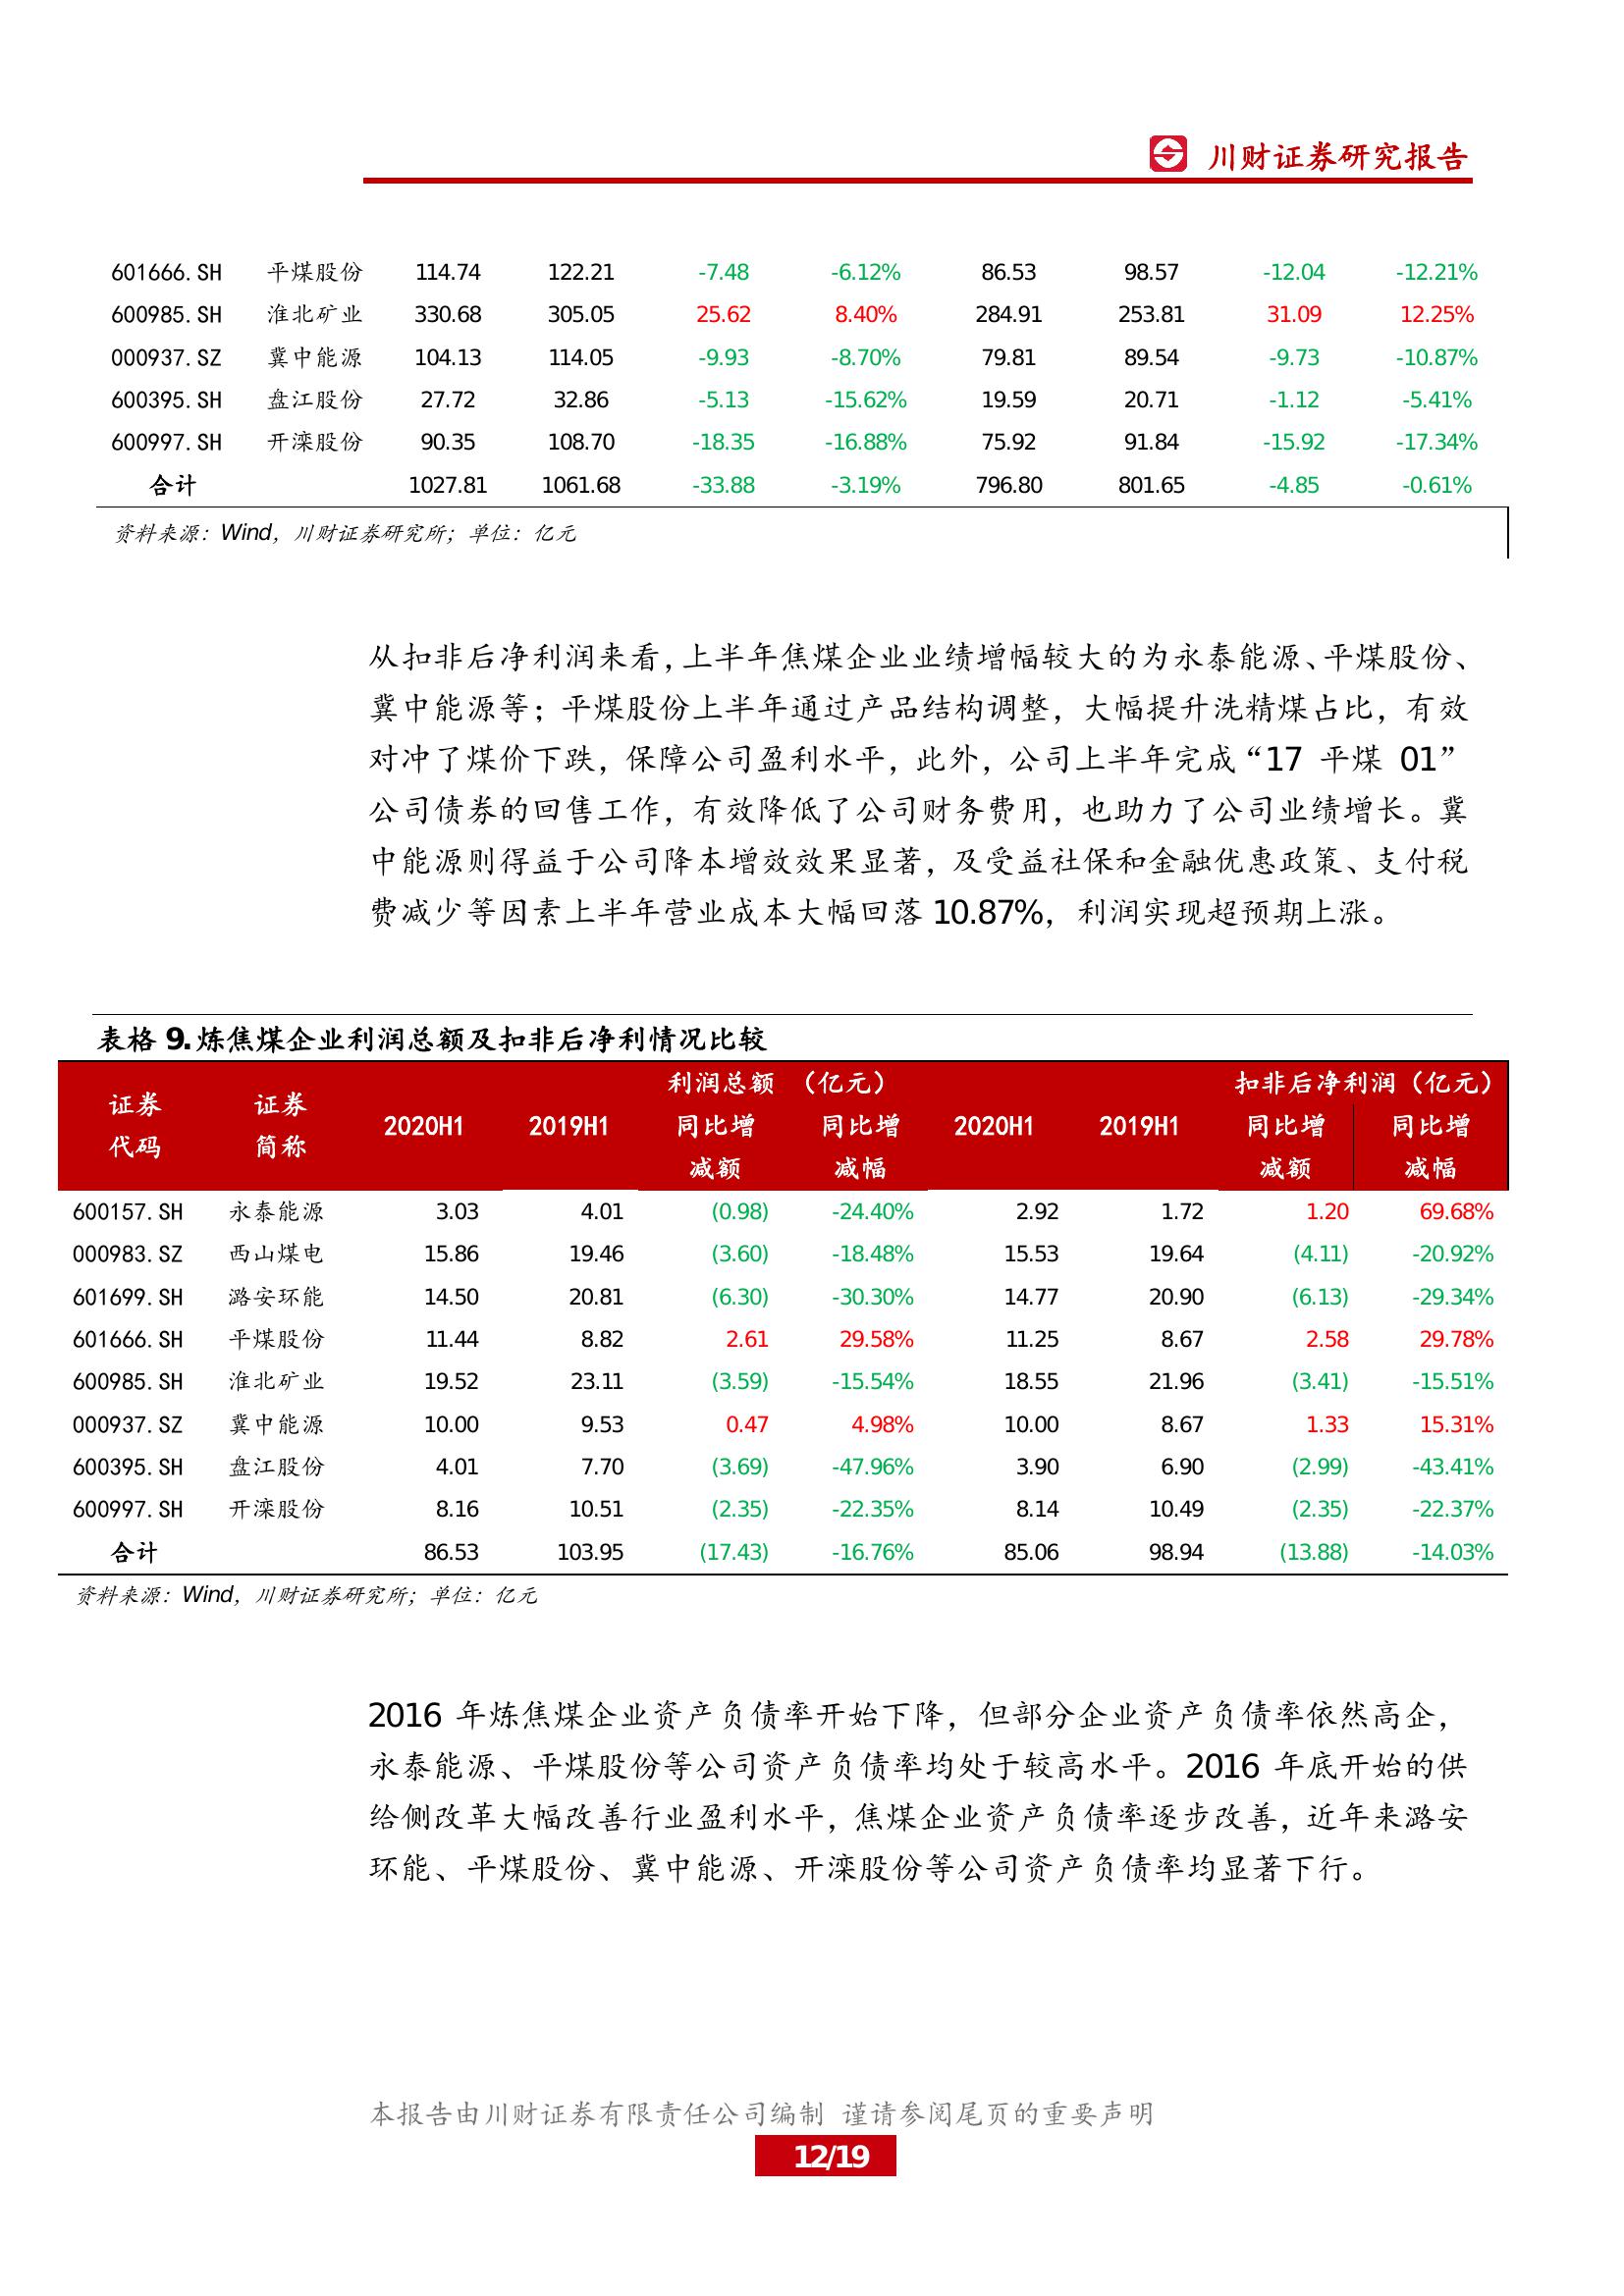 川财证券研究报告
601666.SH 平煤股份 114.74 122.21 -7.48 -6.12% 86.53 98.57 -12.04 -12.21%
600985.SH 淮北矿业 330.68 305.05 25.62 8.40% 284.91 253.81 31.09 12.25%
000937.SZ 冀中能源 104.13 114.05 -9.93 -8.70% 79.81 89.54 -9.73 -10.87%
600395.SH 盘江股份 27.72 32.86 -5.13 -15.62% 19.59 20.71 -1.12 -5.41%
600997.SH 开滦股份 90.35 108.70 -18.35 -16.88% 75.92 91.84 -15.92 -17.34%
合计 1027.81 1061.68 -33.88 -3.19% 796.80 801.65 -4.85 -0.61%
资料来源：Wind，川财证券研究所；单位：亿元
从扣非后净利润来看，上半年焦煤企业业绩增幅较大的为永泰能源、平煤股份、
冀中能源等；平煤股份上半年通过产品结构调整，大幅提升洗精煤占比，有效
对冲了煤价下跌，保障公司盈利水平，此外，公司上半年完成“17 平煤 01”
公司债券的回售工作，有效降低了公司财务费用，也助力了公司业绩增长。冀
中能源则得益于公司降本增效效果显著，及受益社保和金融优惠政策、支付税
费减少等因素上半年营业成本大幅回落 10.87%，利润实现超预期上涨。
表格 9.炼焦煤企业利润总额及扣非后净利情况比较
利润总额 （亿元） 扣非后净利润（亿元）
证券 证券 2020H1 2019H1 同比增 同比增 2020H1 2019H1 同比增 同比增
代码 简称 减额 减幅 减额 减幅
600157.SH 永泰能源 3.03 4.01 (0.98) -24.40% 2.92 1.72 1.20 69.68%
000983.SZ 西山煤电 15.86 19.46 (3.60) -18.48% 15.53 19.64 (4.11) -20.92%
601699.SH 潞安环能 14.50 20.81 (6.30) -30.30% 14.77 20.90 (6.13) -29.34%
601666.SH 平煤股份 11.44 8.82 2.61 29.58% 11.25 8.67 2.58 29.78%
600985.SH 淮北矿业 19.52 23.11 (3.59) -15.54% 18.55 21.96 (3.41) -15.51%
000937.SZ 冀中能源 10.00 9.53 0.47 4.98% 10.00 8.67 1.33 15.31%
600395.SH 盘江股份 4.01 7.70 (3.69) -47.96% 3.90 6.90 (2.99) -43.41%
600997.SH 开滦股份 8.16 10.51 (2.35) -22.35% 8.14 10.49 (2.35) -22.37%
合计 86.53 103.95 (17.43) -16.76% 85.06 98.94 (13.88) -14.03%
资料来源：Wind，川财证券研究所；单位：亿元
2016 年炼焦煤企业资产负债率开始下降，但部分企业资产负债率依然高企，
永泰能源、平煤股份等公司资产负债率均处于较高水平。2016 年底开始的供
给侧改革大幅改善行业盈利水平，焦煤企业资产负债率逐步改善，近年来潞安
环能、平煤股份、冀中能源、开滦股份等公司资产负债率均显著下行。
本报告由川财证券有限责任公司编制 谨请参阅尾页的重要声明
12/19